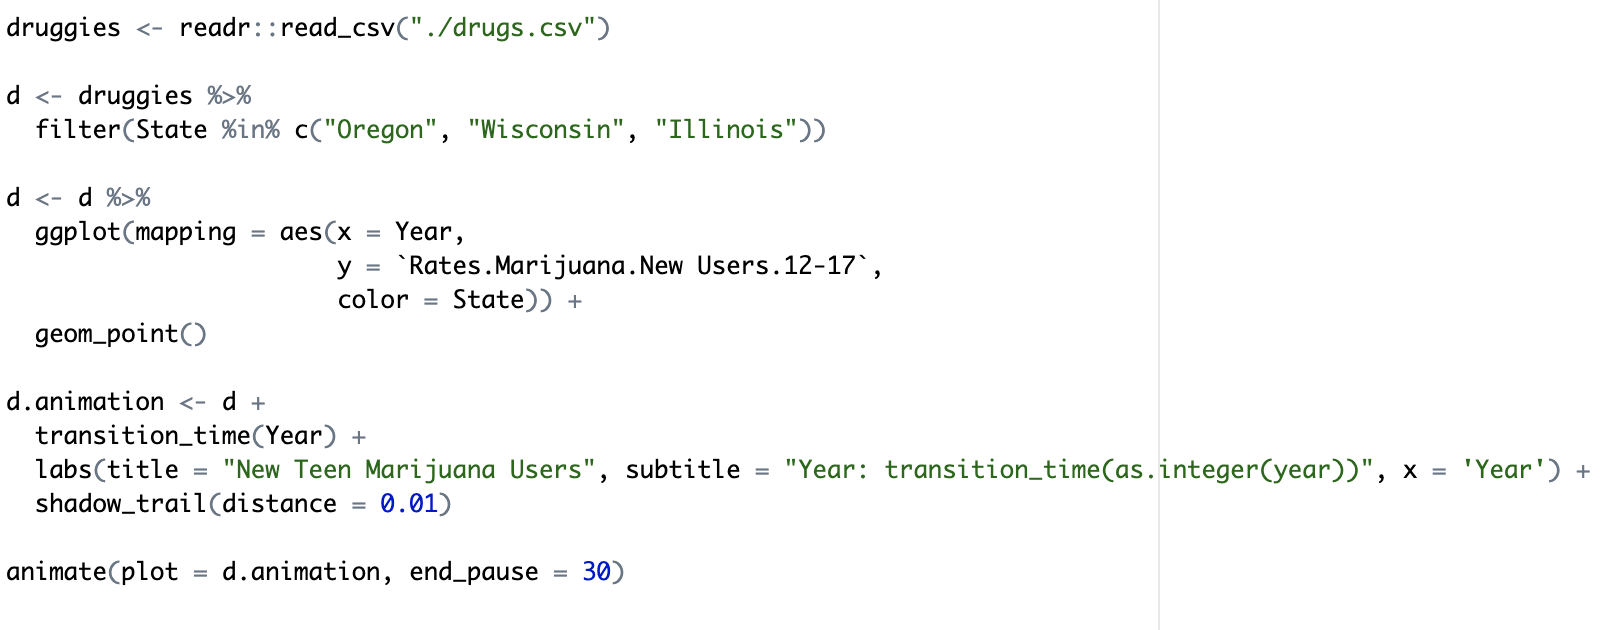 druggies <- readr::read_csv("./drugs.csv")
d <- druggies %>%
  filter(State %in% c("Oregon", "Wisconsin", "Illinois"))
d <- d %>%
  ggplot(mapping = aes(x = Year,
                       y = `Rates.Marijuana.New Users.12-17`,
                       color = State)) +
  geom_point()
d.animation <- d +
  transition_time(Year) +
  labs(title = "New Teen Marijuana Users", subtitle = "Year: transition_time(as.integer(year))", x = 'Year') +
  shadow_trail(distance = 0.01)
animate(plot = d.animation, end_pause = 30)